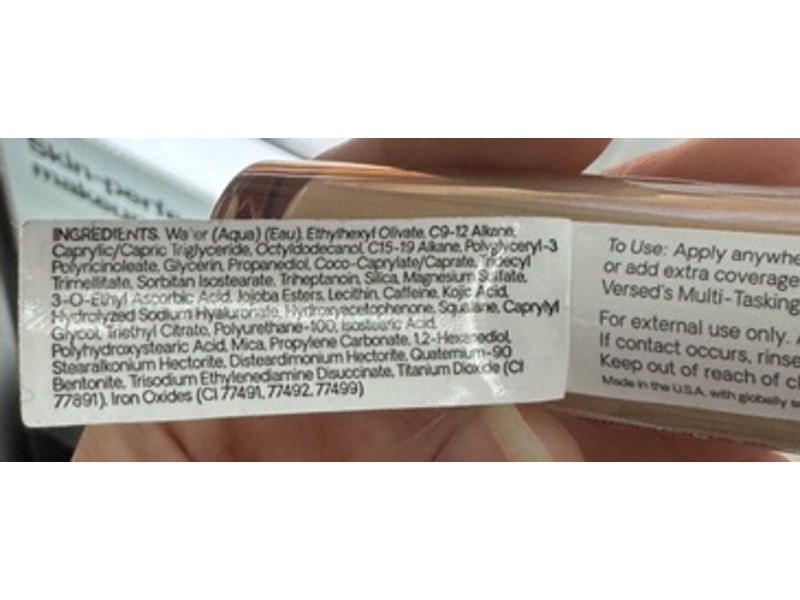 Skin-perfe
makeup
INGREDIENTS. Water (Aqua) (Eau), Ethylhexyl Olivate, C9-12 Alkane,
Caprylic/Capric Triglyceride, Octyldodecanol, C15-19 Alkane, Polyglyceryl-3
Polyricinoleate, Glycerin, Propanediol, Coco-Caprylate/Caprate, Tridecyl
Trimellitate, Sorbitan Isostearate, Triheptanoin, Silica, Magnesium Sulfate,
3-O-Ethyl Ascorbic Acid, Jojoba Esters, Lecithin, Caffeine, Kojic Acid,
Hydrolyzed Sodium Hyaluronate, Hydroxyacetophenone, Squalane, Caprylyl
Glycol, Triethyl Citrate, Polyurethane-100, Isostearic Acid,
Polyhydroxystearic Acid, Mica, Propylene Carbonate, 1,2-Hexanediol,
Stearalkonium Hectorite, Disteardimonium Hectorite, Quaternium-90
Bentonite, Trisodium Ethylenediamine Disuccinate, Titanium Dioxide (CI
77891), Iron Oxides (CI 77491, 77492, 77499)
To Use: Apply anywhe
or add extra coverage
Versed's Multi-Tasking
For external use only. A
If contact occurs, rinse
Keep out of reach of ch
Made in the U.S.A. with globally so